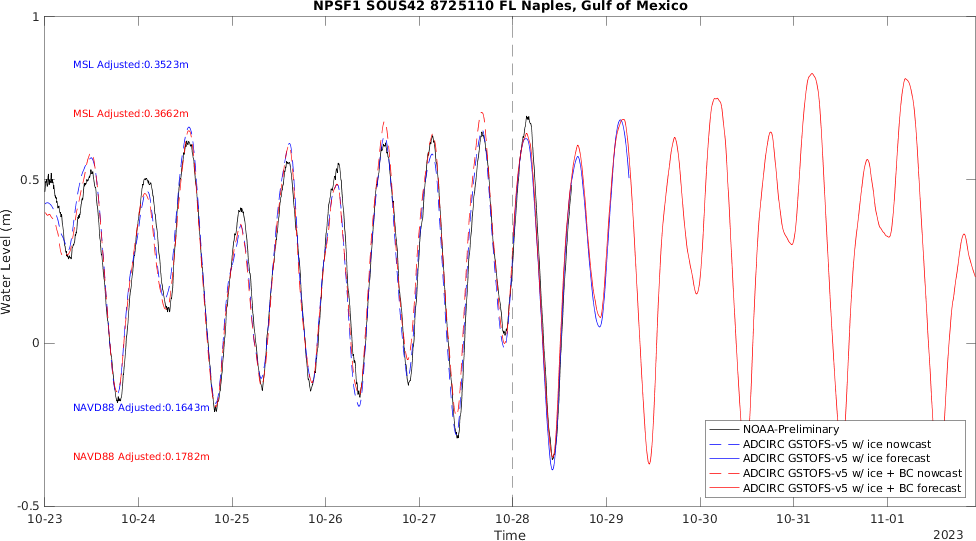 NPSF1 SOUS42 8725110 FL Naples, Gulf of Mexico
1
MSL Adjusted:0.3523m
MSL Adjusted:0.3662m
0.5
Water Level (m)
0
NAVD88 Adjusted:0.1643m
NAVD88 Adjusted:0.1782m
NOAA-Preliminary
ADCIRC GSTOFS-v5 w/ ice nowcast
ADCIRC GSTOFS-v5 w/ ice forecast
ADCIRC GSTOFS-v5 w/ ice + BC nowcast
ADCIRC GSTOFS-v5 w/ ice + BC forecast
-0.5
10-23 10-24 10-25 10-26 10-27 10-28 10-29 10-30 10-31 11-01
Time
2023